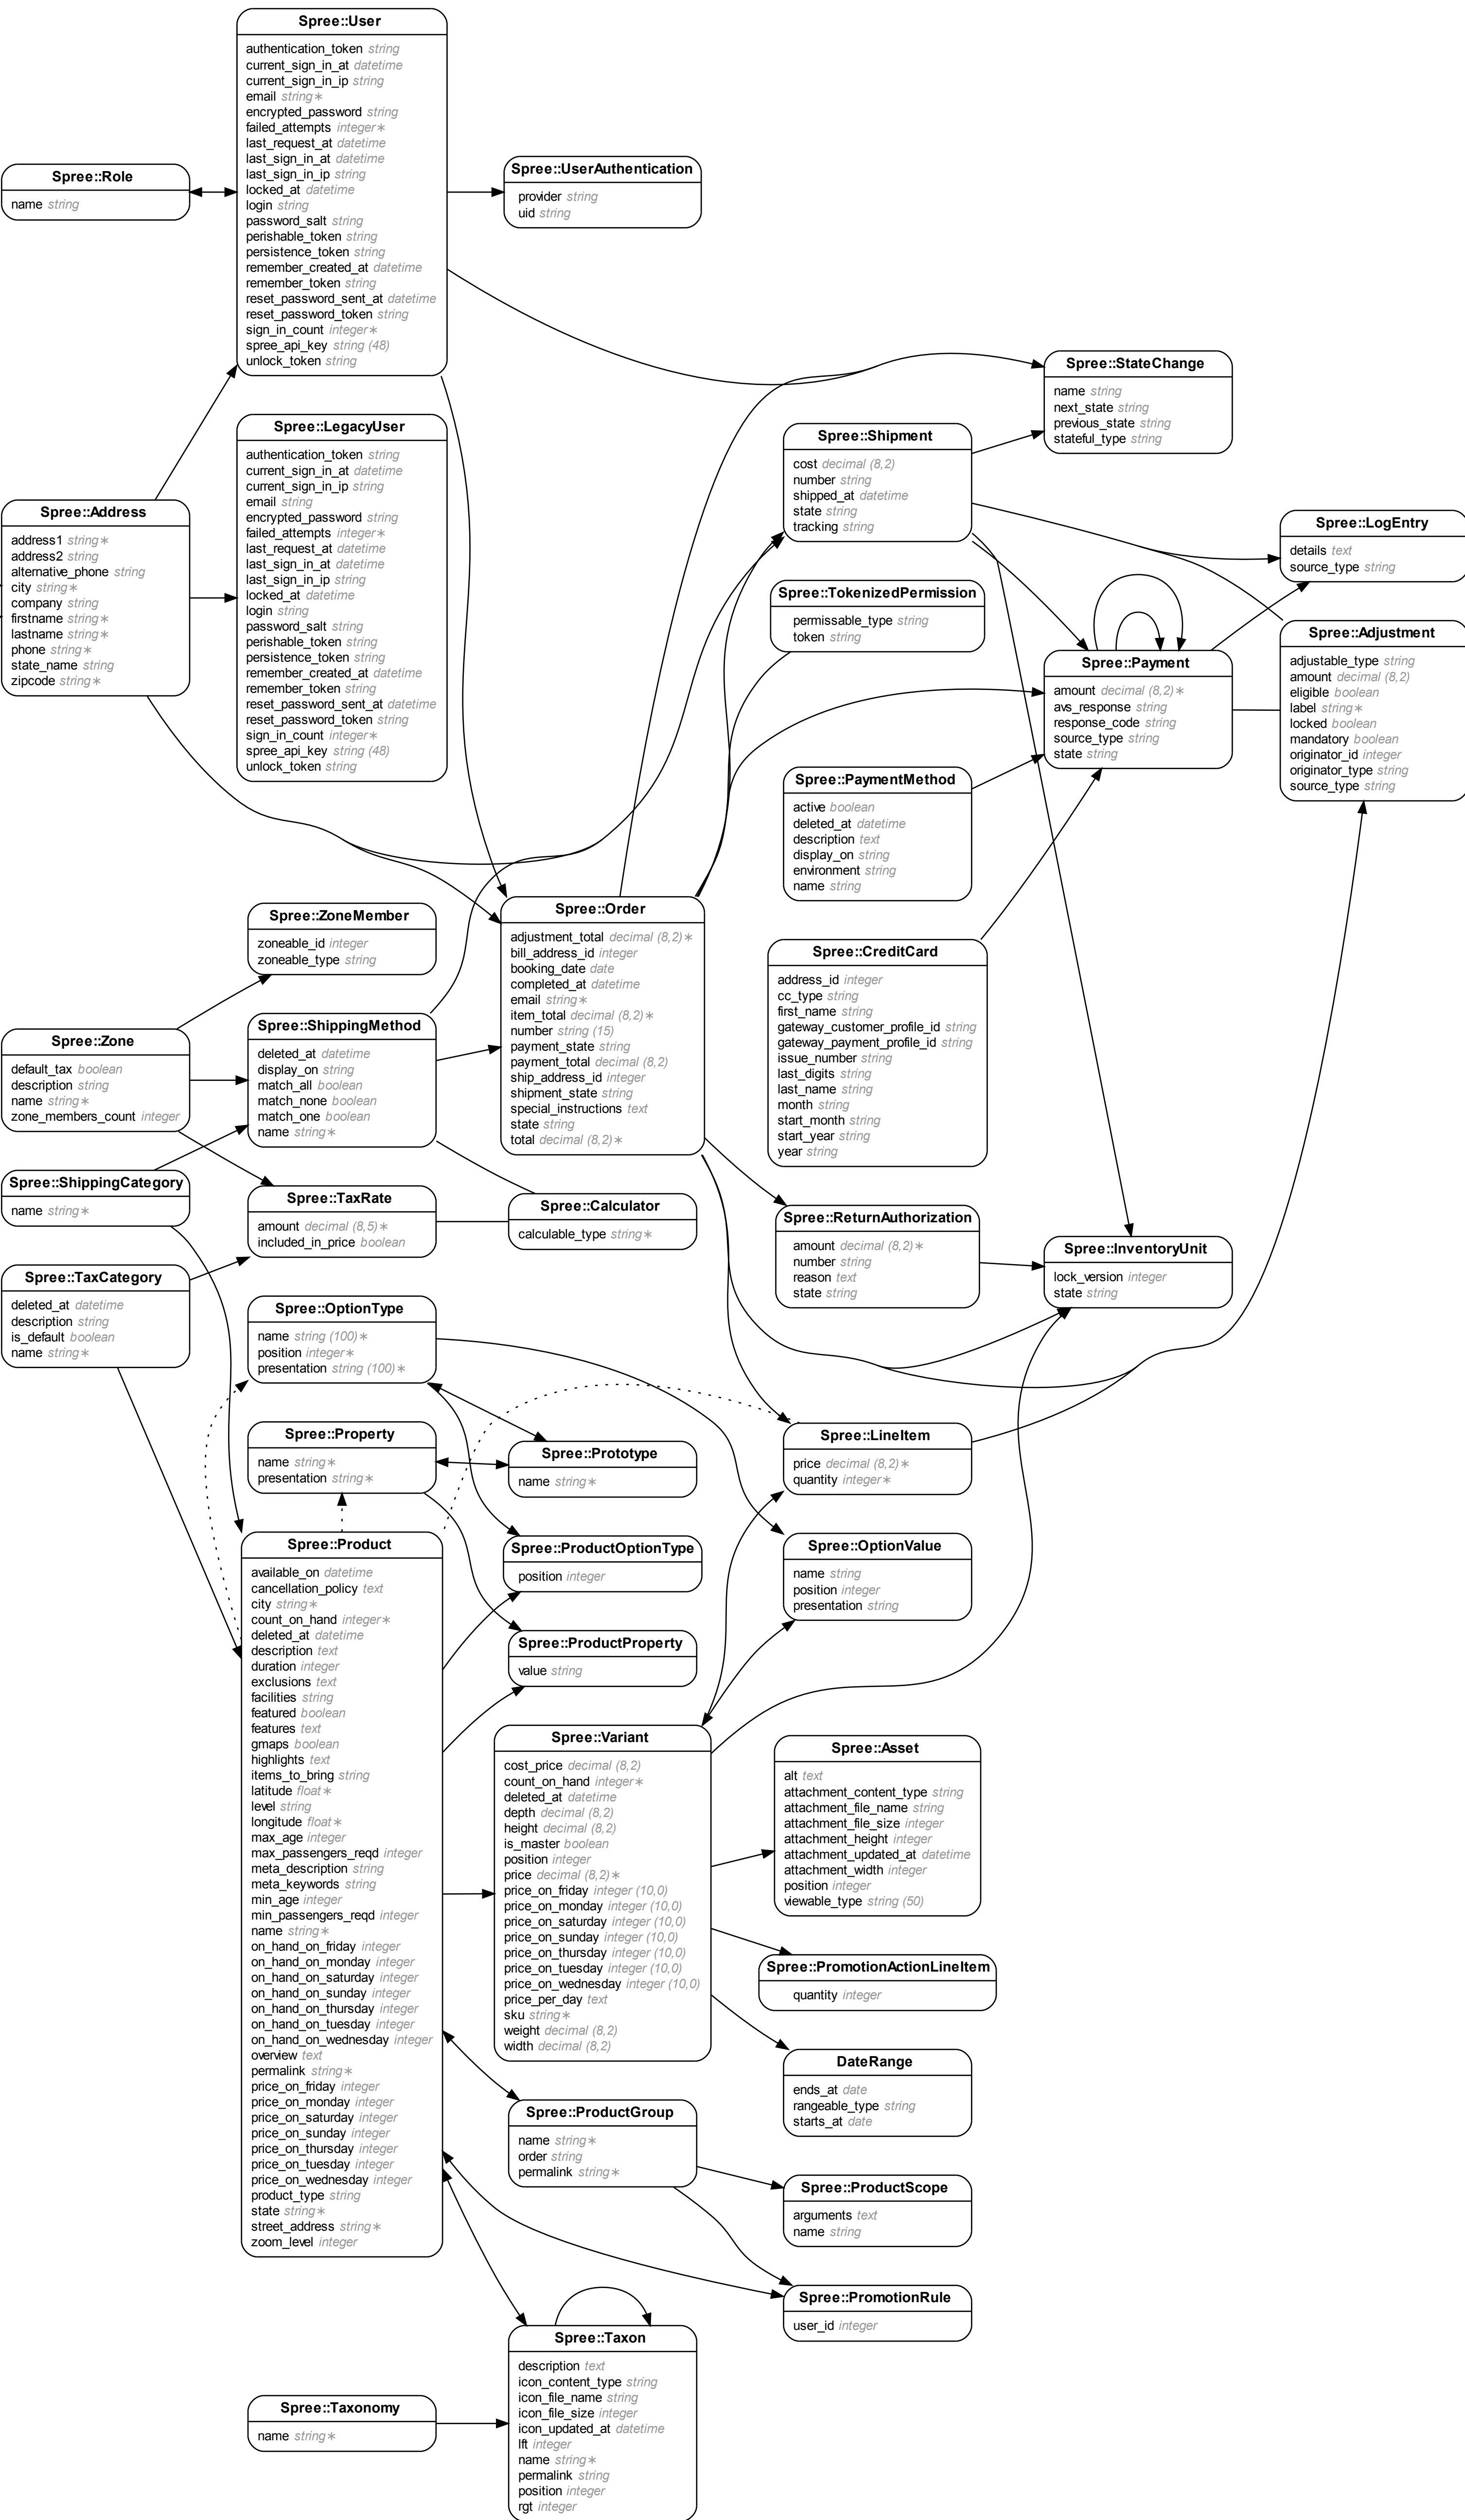 Spree::User
authentication_token string
current_sign_in_at datetime
current_sign_in_ip string
email string∗
encrypted_password string
failed_attempts integer∗
last_request_at datetime
last_sign_in_at datetime
last_sign_in_ip string
locked_at datetime
login string
password_salt string
perishable_token string
persistence_token string
remember_created_at datetime
remember_token string
reset_password_sent_at datetime
reset_password_token string
sign_in_count integer∗
spree_api_key string (48)
unlock_token string
Spree::Role
name string
Spree::UserAuthentication
provider string
uid string
Spree::StateChange
name string
next_state string
previous_state string
stateful_type string
Spree::LegacyUser
authentication_token string
current_sign_in_at datetime
current_sign_in_ip string
email string
encrypted_password string
failed_attempts integer∗
last_request_at datetime
last_sign_in_at datetime
last_sign_in_ip string
locked_at datetime
login string
password_salt string
perishable_token string
persistence_token string
remember_created_at datetime
remember_token string
reset_password_sent_at datetime
reset_password_token string
sign_in_count integer∗
spree_api_key string (48)
unlock_token string
Spree::Shipment
cost decimal (8,2)
number string
shipped_at datetime
state string
tracking string
Spree::Address
address1 string∗
address2 string
alternative_phone string
city string∗
company string
firstname string∗
lastname string∗
phone string∗
state_name string
zipcode string∗
Spree::LogEntry
details text
source_type string
Spree::TokenizedPermission
permissable_type string
token string
Spree::Adjustment
adjustable_type string
amount decimal (8,2)
eligible boolean
label string∗
locked boolean
mandatory boolean
originator_id integer
originator_type string
source_type string
Spree::Payment
amount decimal (8,2)∗
avs_response string
response_code string
source_type string
state string
Spree::PaymentMethod
active boolean
deleted_at datetime
description text
display_on string
environment string
name string
Spree::Order
adjustment_total decimal (8,2)∗
bill_address_id integer
booking_date date
completed_at datetime
email string∗
item_total decimal (8,2)∗
number string (15)
payment_state string
payment_total decimal (8,2)
ship_address_id integer
shipment_state string
special_instructions text
state string
total decimal (8,2)∗
Spree::ZoneMember
zoneable_id integer
zoneable_type string
Spree::CreditCard
address_id integer
cc_type string
first_name string
gateway_customer_profile_id string
gateway_payment_profile_id string
issue_number string
last_digits string
last_name string
month string
start_month string
start_year string
year string
Spree::ShippingMethod
deleted_at datetime
display_on string
match_all boolean
match_none boolean
match_one boolean
name string∗
Spree::Zone
default_tax boolean
description string
name string∗
zone_members_count integer
Spree::ShippingCategory
name string∗
Spree::TaxRate
amount decimal (8,5)∗
included_in_price boolean
Spree::Calculator
calculable_type string∗
Spree::ReturnAuthorization
amount decimal (8,2)∗
number string
reason text
state string
Spree::InventoryUnit
lock_version integer
state string
Spree::TaxCategory
deleted_at datetime
description string
is_default boolean
name string∗
Spree::OptionType
name string (100)∗
position integer∗
presentation string (100)∗
Spree::Property
name string∗
presentation string∗
Spree::Prototype
name string∗
Spree::LineItem
price decimal (8,2)∗
quantity integer∗
Spree::Product
available_on datetime
cancellation_policy text
city string∗
count_on_hand integer∗
deleted_at datetime
description text
duration integer
exclusions text
facilities string
featured boolean
features text
gmaps boolean
highlights text
items_to_bring string
latitude float∗
level string
longitude float∗
max_age integer
max_passengers_reqd integer
meta_description string
meta_keywords string
min_age integer
min_passengers_reqd integer
name string∗
on_hand_on_friday integer
on_hand_on_monday integer
on_hand_on_saturday integer
on_hand_on_sunday integer
on_hand_on_thursday integer
on_hand_on_tuesday integer
on_hand_on_wednesday integer
overview text
permalink string∗
price_on_friday integer
price_on_monday integer
price_on_saturday integer
price_on_sunday integer
price_on_thursday integer
price_on_tuesday integer
price_on_wednesday integer
product_type string
state string∗
street_address string∗
zoom_level integer
Spree::ProductOptionType
position integer
Spree::OptionValue
name string
position integer
presentation string
Spree::ProductProperty
value string
Spree::Variant
cost_price decimal (8,2)
count_on_hand integer∗
deleted_at datetime
depth decimal (8,2)
height decimal (8,2)
is_master boolean
position integer
price decimal (8,2)∗
price_on_friday integer (10,0)
price_on_monday integer (10,0)
price_on_saturday integer (10,0)
price_on_sunday integer (10,0)
price_on_thursday integer (10,0)
price_on_tuesday integer (10,0)
price_on_wednesday integer (10,0)
price_per_day text
sku string∗
weight decimal (8,2)
width decimal (8,2)
Spree::Asset
alt text
attachment_content_type string
attachment_file_name string
attachment_file_size integer
attachment_height integer
attachment_updated_at datetime
attachment_width integer
position integer
viewable_type string (50)
Spree::PromotionActionLineItem
quantity integer
DateRange
ends_at date
rangeable_type string
starts_at date
Spree::ProductGroup
name string∗
order string
permalink string∗
Spree::ProductScope
arguments text
name string
Spree::PromotionRule
user_id integer
Spree::Taxon
description text
icon_content_type string
icon_file_name string
icon_file_size integer
icon_updated_at datetime
lft integer
name string∗
permalink string
position integer
rgt integer
Spree::Taxonomy
name string∗